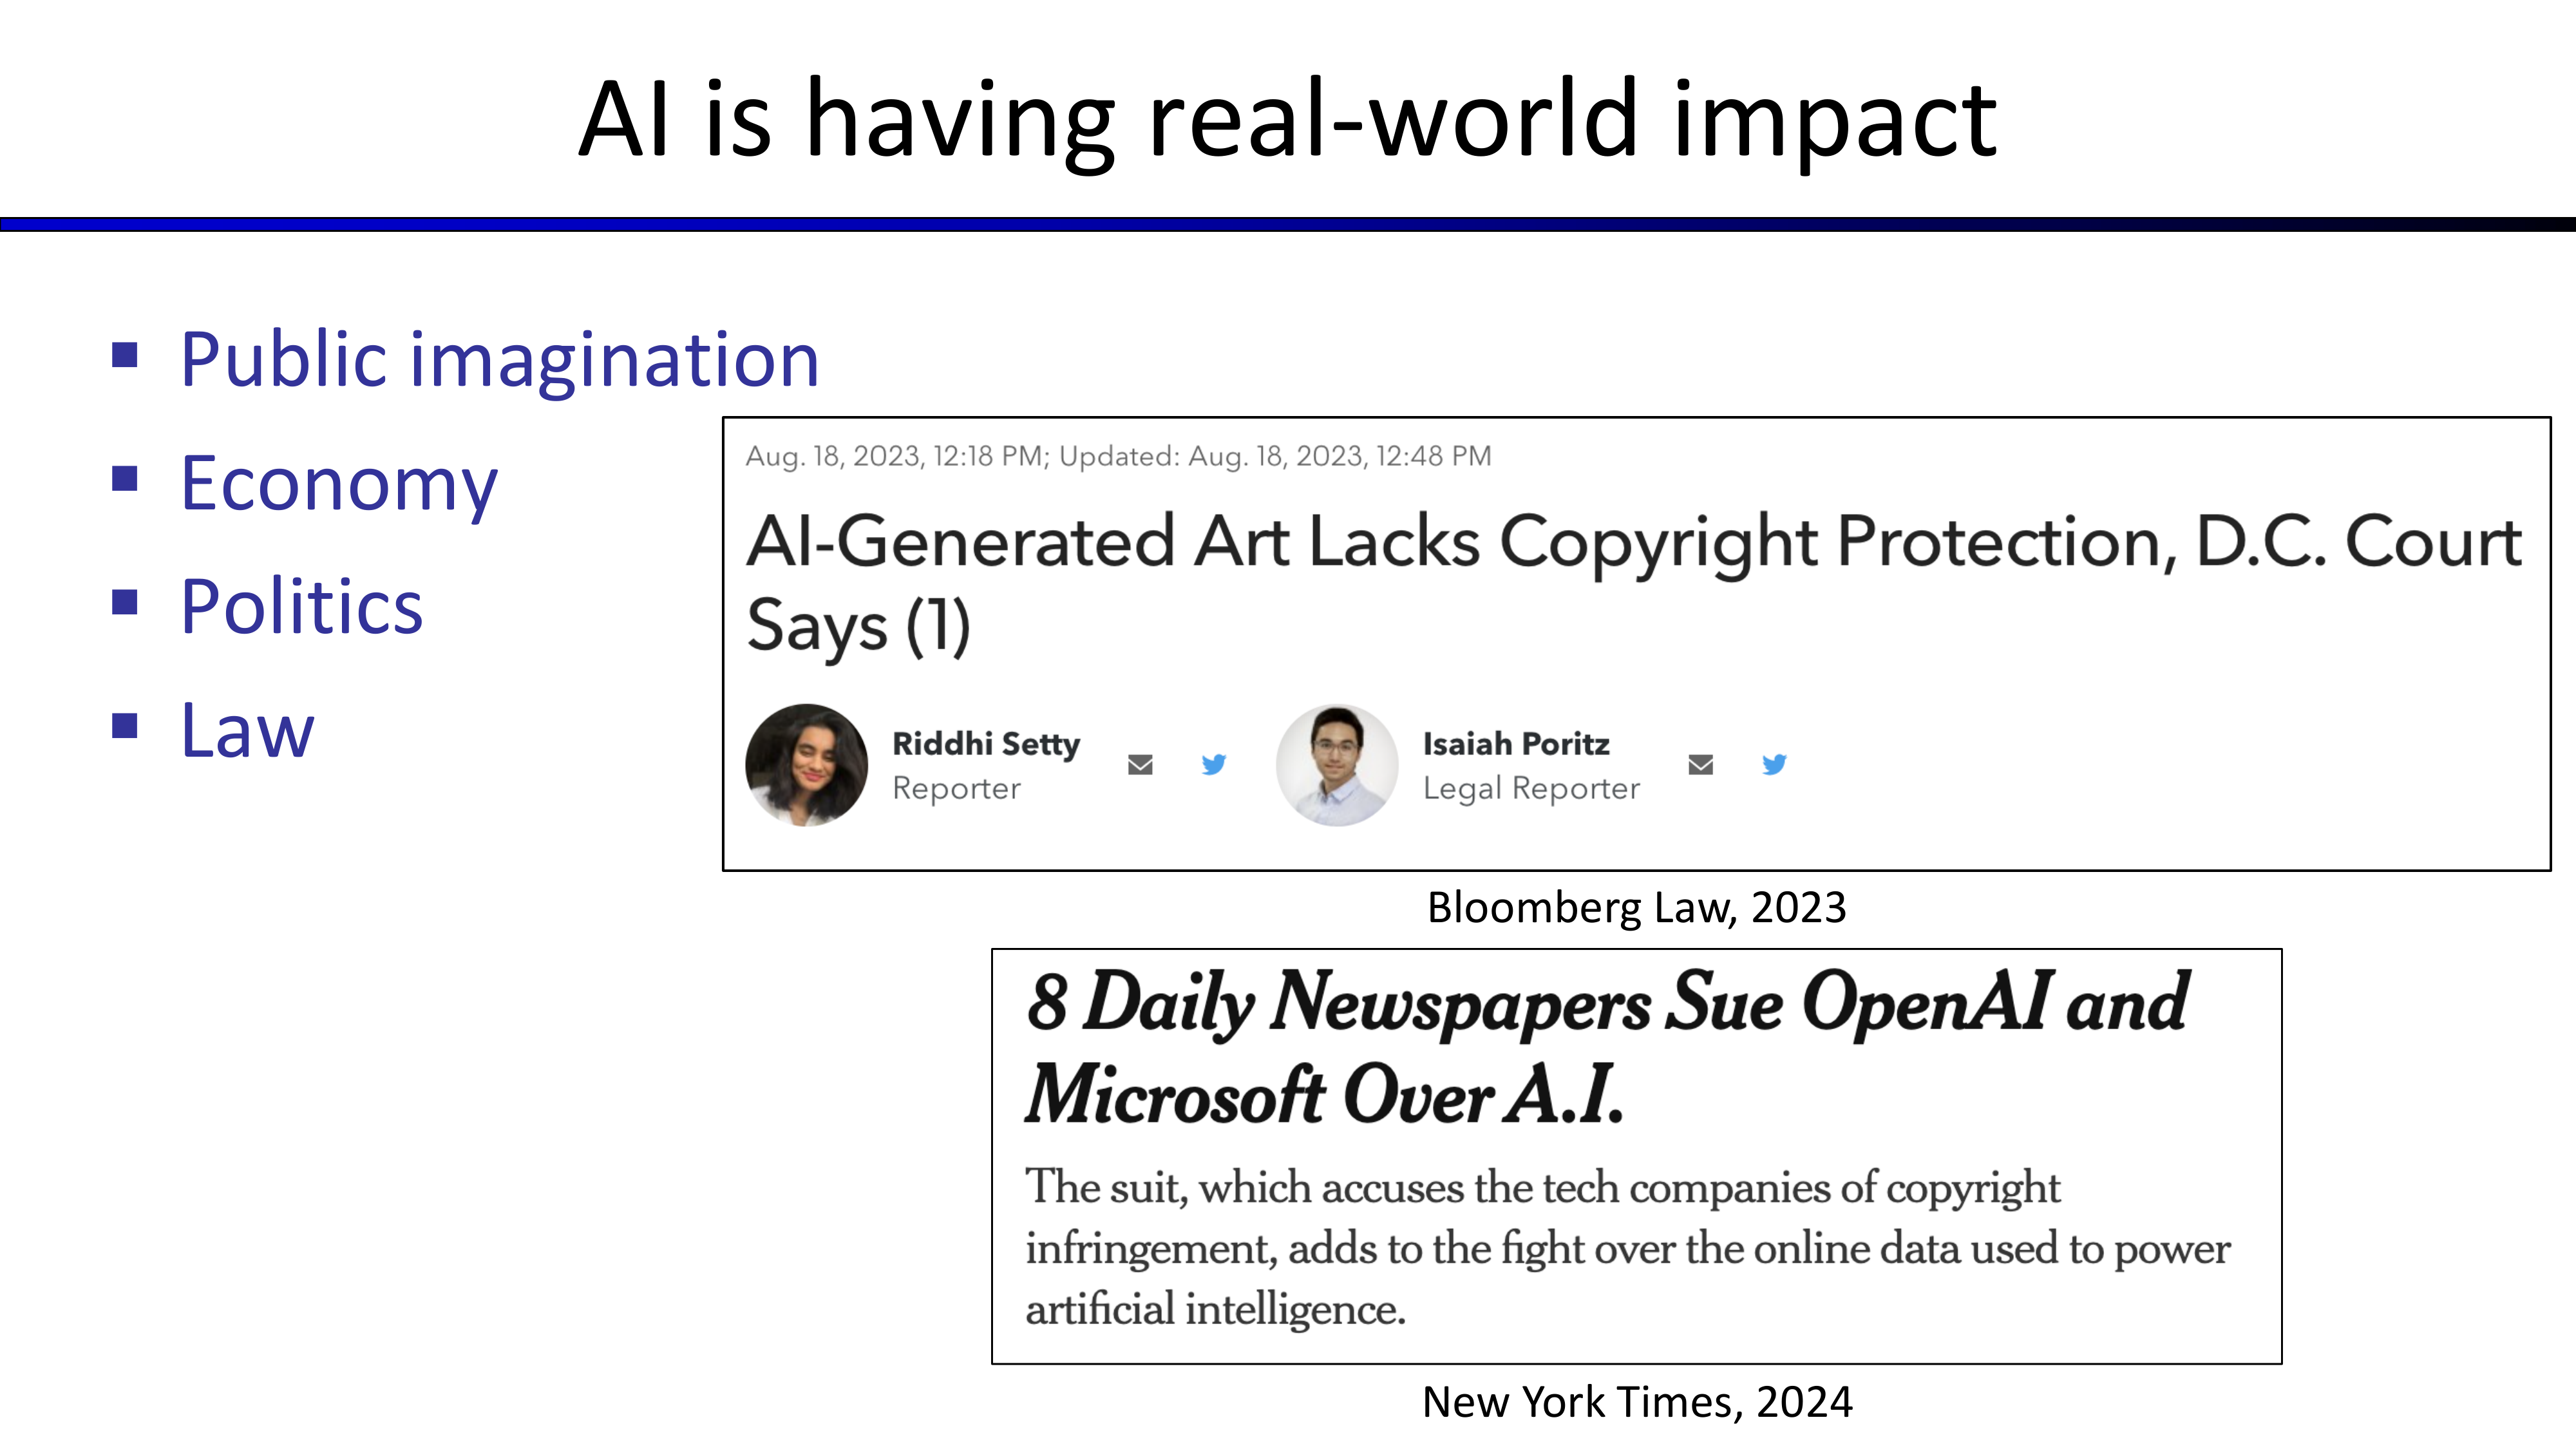 AI is having real-world impact
▪ Public imagination
▪ Economy
▪ Politics
▪ Law
Aug. 18, 2023, 12:18 PM; Updated: Aug. 18, 2023, 12:48 PM
AI-Generated Art Lacks Copyright Protection, D.C. Court
Says (1)
Riddhi Setty
Reporter
Isaiah Poritz
Legal Reporter
Bloomberg Law, 2023
8 Daily Newspapers Sue OpenAI and
Microsoft Over A.I.
The suit, which accuses the tech companies of copyright
infringement, adds to the fight over the online data used to power
artificial intelligence.
New York Times, 2024